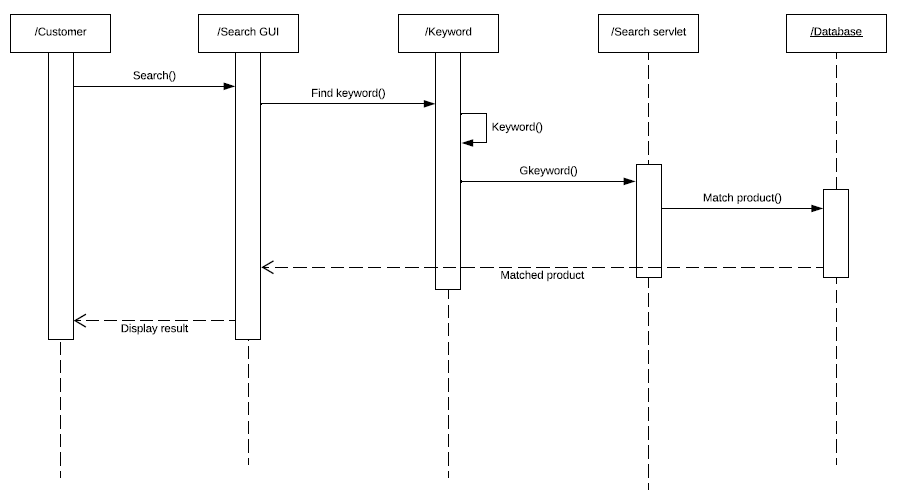 /Customer
/Search GUI
/Keyword
/Search servlet
/Database
Search()
Find keyword()
Keyword()
Gkeyword()
Match product()
Matched product
Display result